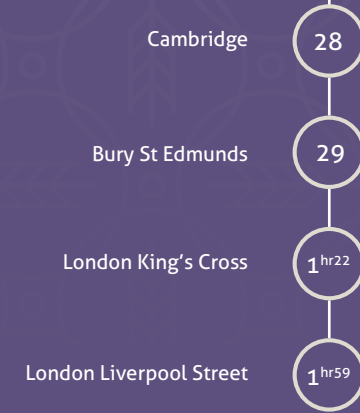 Cambridge 28
Bury St Edmunds 29
London King's Cross 1hr22
London Liverpool Street 1hr59